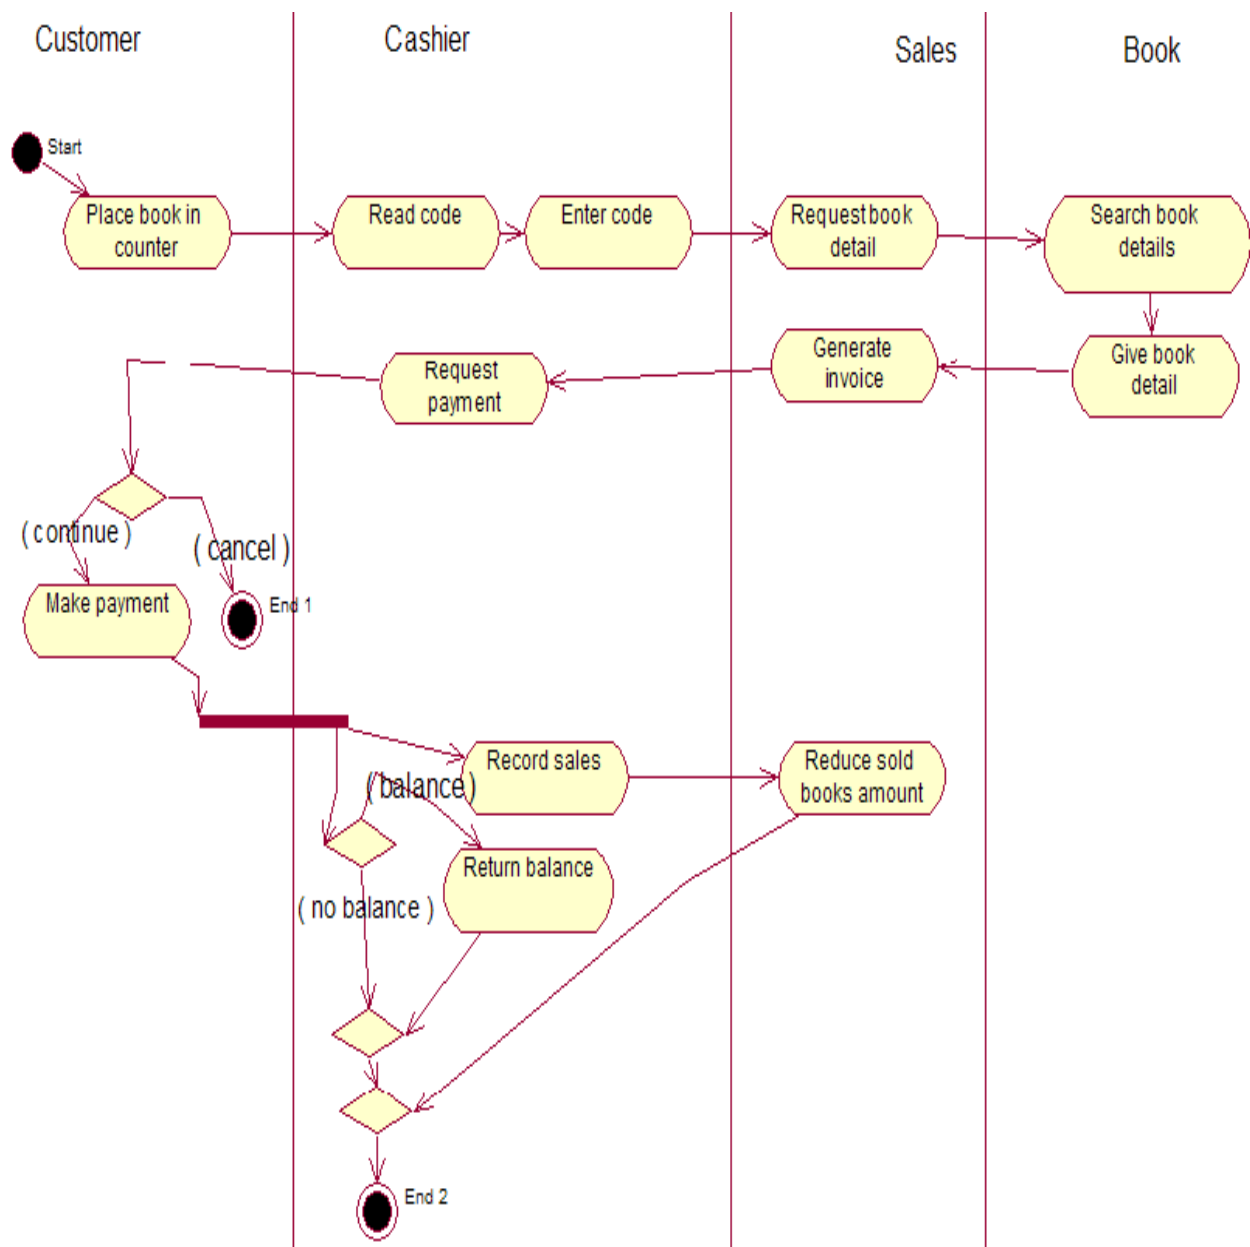 Customer
Cashier
Sales
Book
Start
Place book in
counter
Read code
Enter code
Request book
detail
Search book
details
Request
payment
Generate
invoice
Give book
detail
( continue )
( cancel )
Make payment
End 1
Record sales
Reduce sold
books amount
( balance )
Return balance
( no balance )
End 2